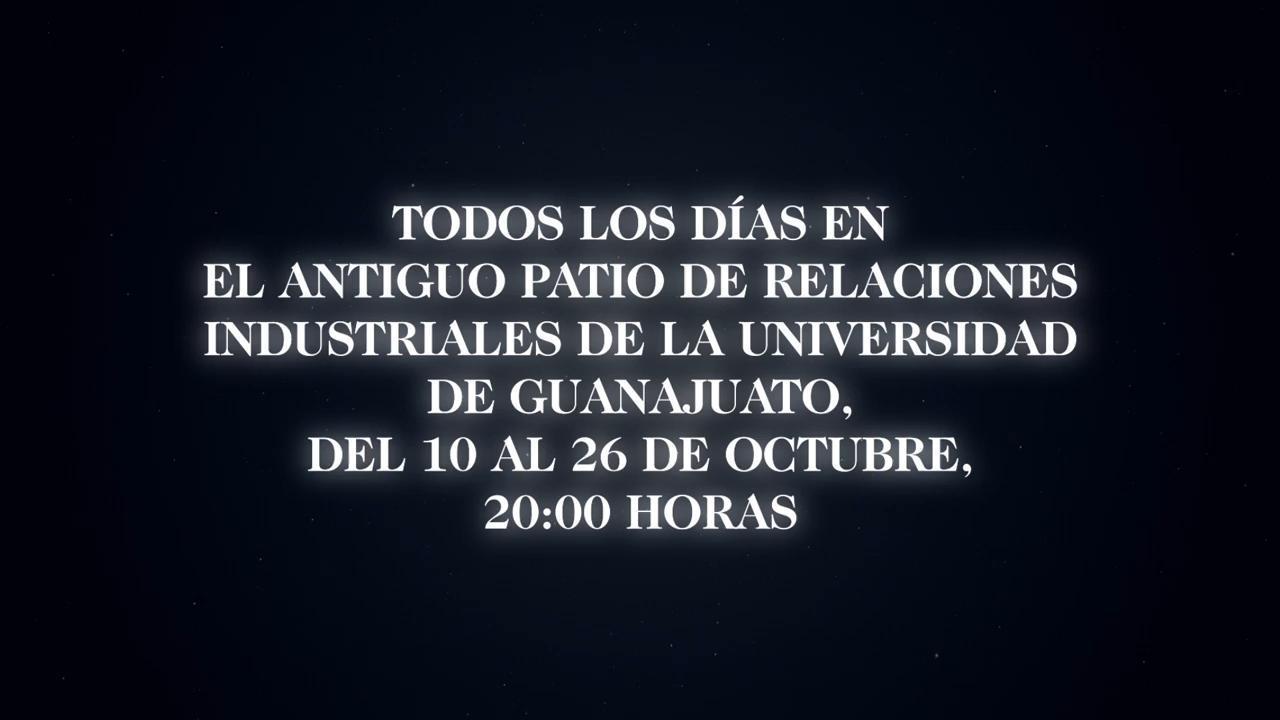 TODOS LOS DÍAS EN
EL ANTIGUO PATIO DE RELACIONES
INDUSTRIALES DE LA UNIVERSIDAD
DE GUANAJUATO,
DEL 10 AL 26 DE OCTUBRE,
20:00 HORAS